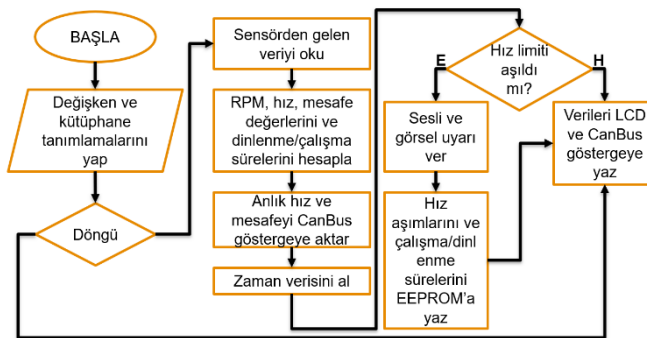 BAŞLA
Değişken ve
kütüphane
tanımlamalarını
yap
Döngü
Sensörden gelen
veriyi oku
RPM, hız, mesafe
değerlerini ve
dinlenme/çalışma
sürelerini hesapla
Anlık hız ve
mesafeyi CanBus
göstergeye aktar
Zaman verisini al
Hız limiti
aşıldı
mı?
E
H
Sesli ve
görsel uyarı
ver
Hız
aşımlarını ve
çalışma/dinl
enme
sürelerini
EEPROM'a
yaz
Verileri LCD
ve CanBus
göstergeye
yaz